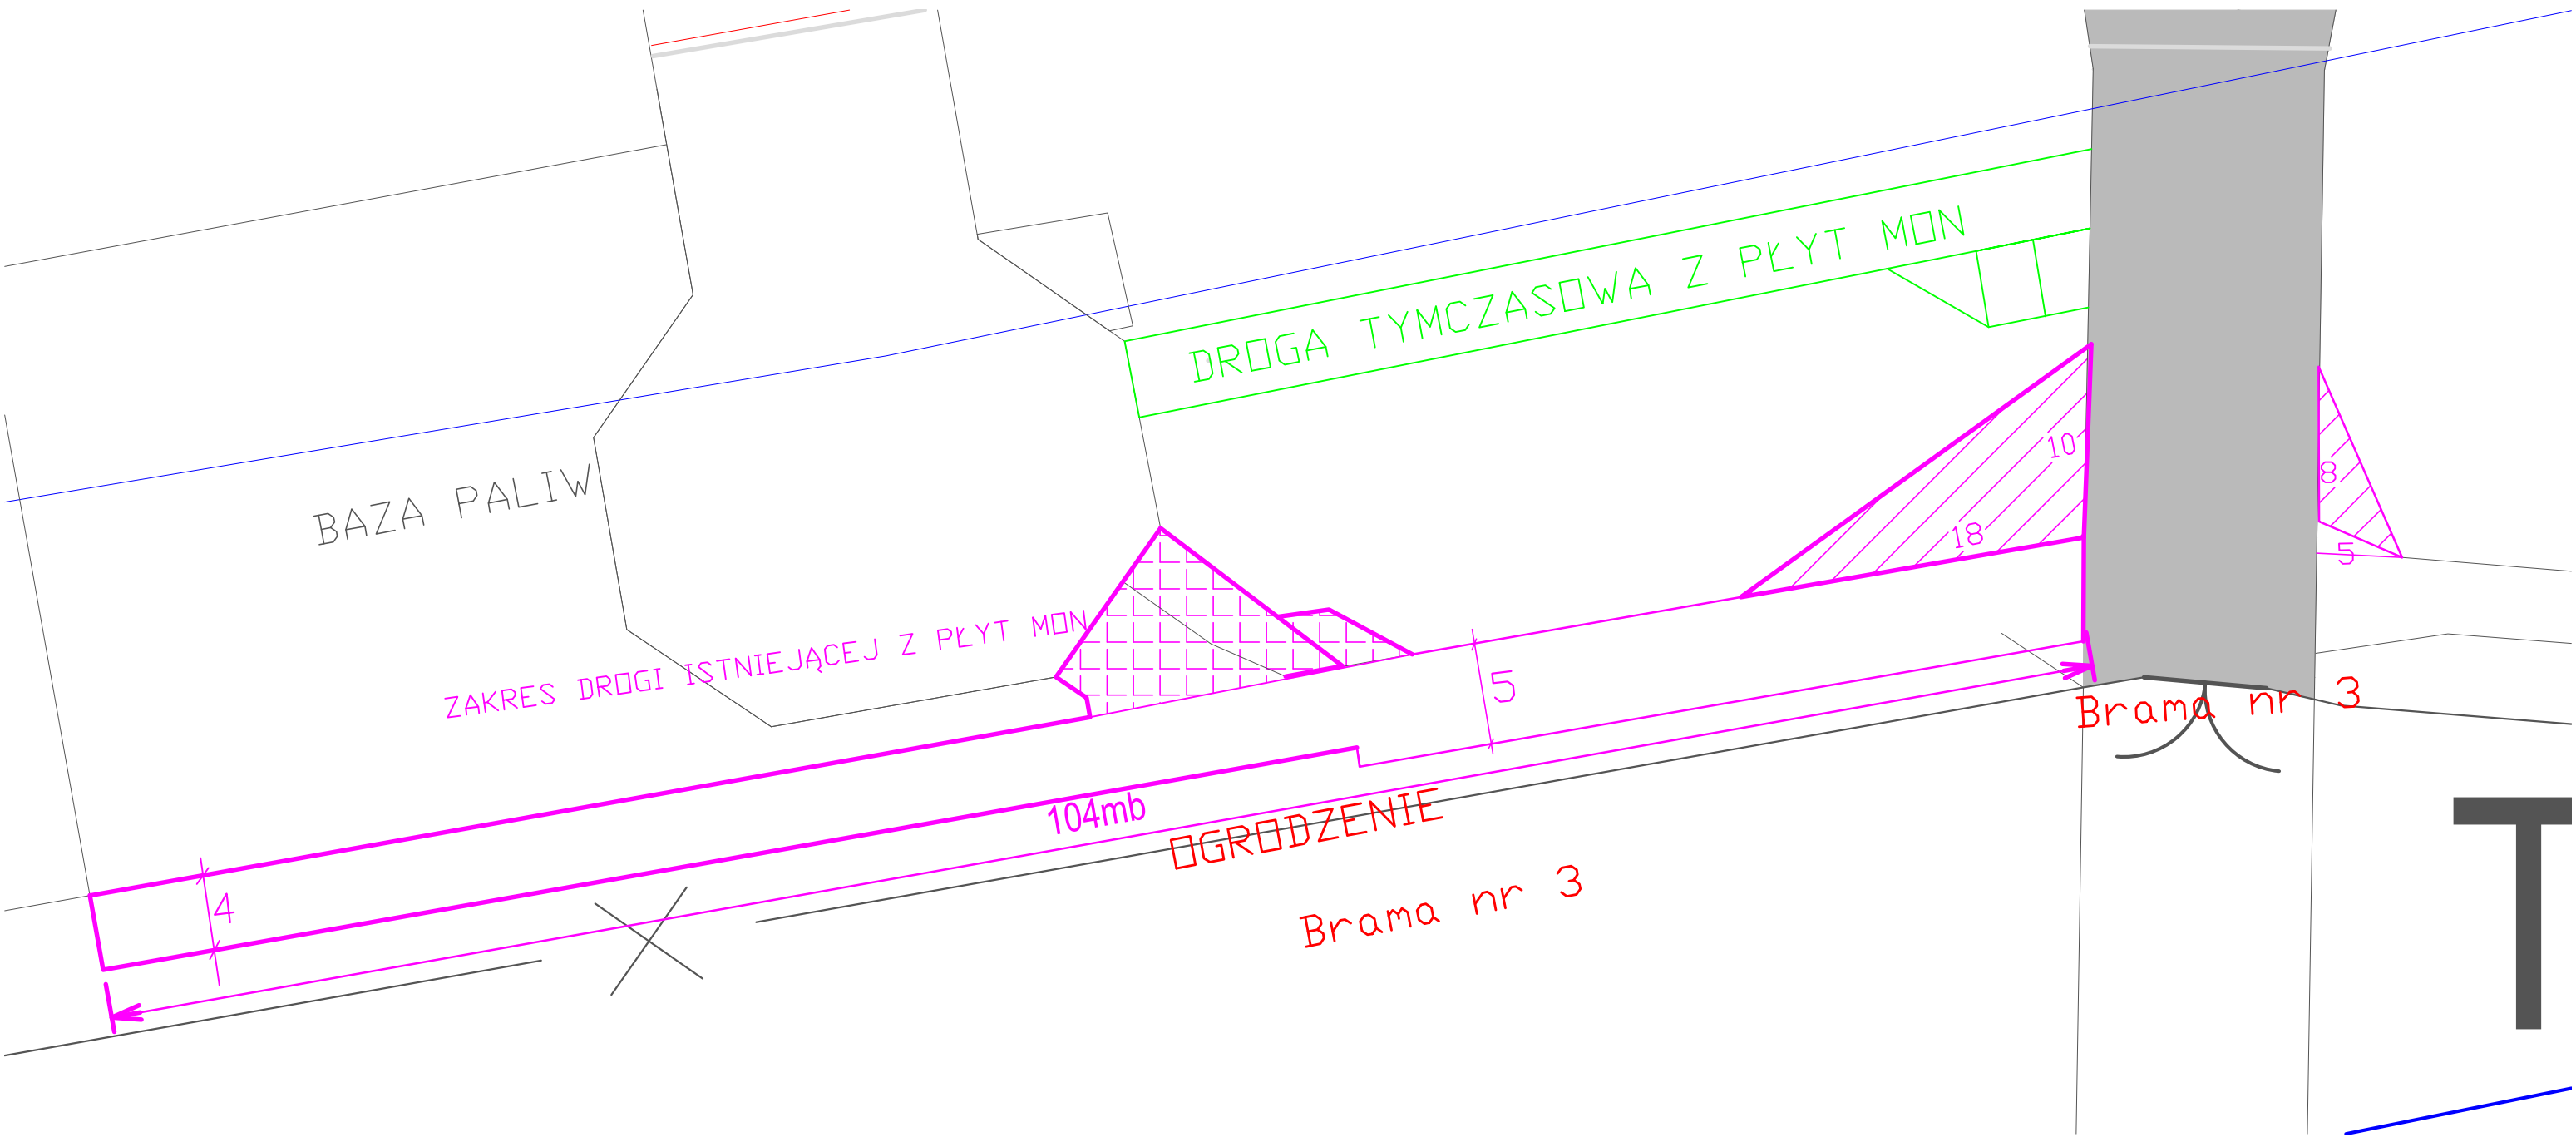 DROGA TYMCZASOWA Z PŁYT MON
10
8
BAZA PALIW
18
5
ZAKRES DROGI ISTNIEJĄCEJ Z PŁYT MON
5
Brama nr 3
104mb
OGRODZENIE
4
Brama nr 3
T